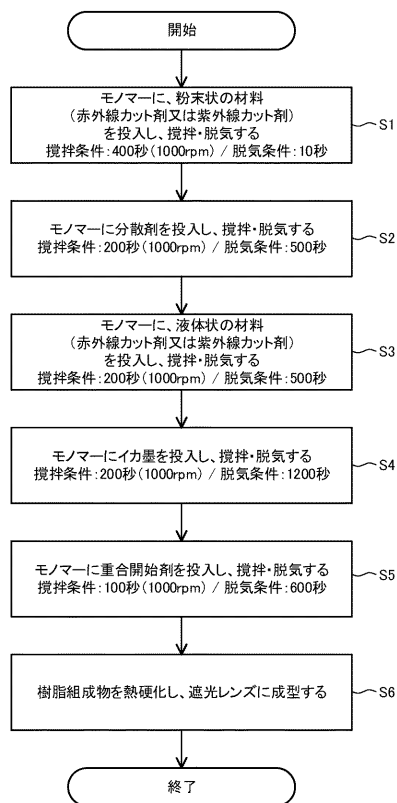 開始
モノマーに、粉末状の材料
(赤外線カット剤又は紫外線カット剤)
を投入し、攪拌・脱気する
攪拌条件:400秒(1000rpm) / 脱気条件:10秒
S1
モノマーに分散剤を投入し、攪拌・脱気する
攪拌条件:200秒(1000rpm) / 脱気条件:500秒
S2
モノマーに、液体状の材料
(赤外線カット剤又は紫外線カット剤)
を投入し、攪拌・脱気する
攪拌条件:200秒(1000rpm) / 脱気条件:500秒
S3
モノマーにイカ墨を投入し、攪拌・脱気する
攪拌条件:200秒(1000rpm) / 脱気条件:1200秒
S4
モノマーに重合開始剤を投入し、攪拌・脱気する
攪拌条件:100秒(1000rpm) / 脱気条件:600秒
S5
樹脂組成物を熱硬化し、遮光レンズに成型する
S6
終了